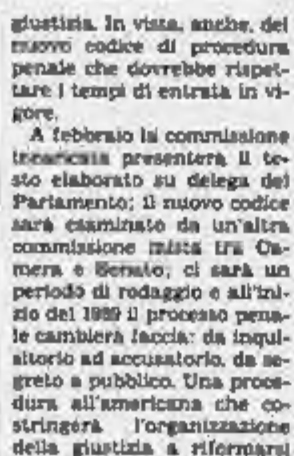 giustizia. In vista, anche, del
nuovo codice di procedura
penale che dovrebbe rispet-
tare i tempi di entrata in vi-
gore.
A febbraio la commissione
incaricata presenterà il te-
sto elaborato su delega del
Parlamento; il nuovo codice
sarà esaminato da un'altra
commissione mista tra Ca-
mera e Senato; ci sarà un
periodo di rodaggio e all'ini-
zio del 1989 il processo pena-
le cambierà faccia: da inqui-
sitorio ad accusatorio, da se-
greto a pubblico. Una proce-
dura all'americana che co-
stringerà l'organizzazione
della giustizia a riformarsi